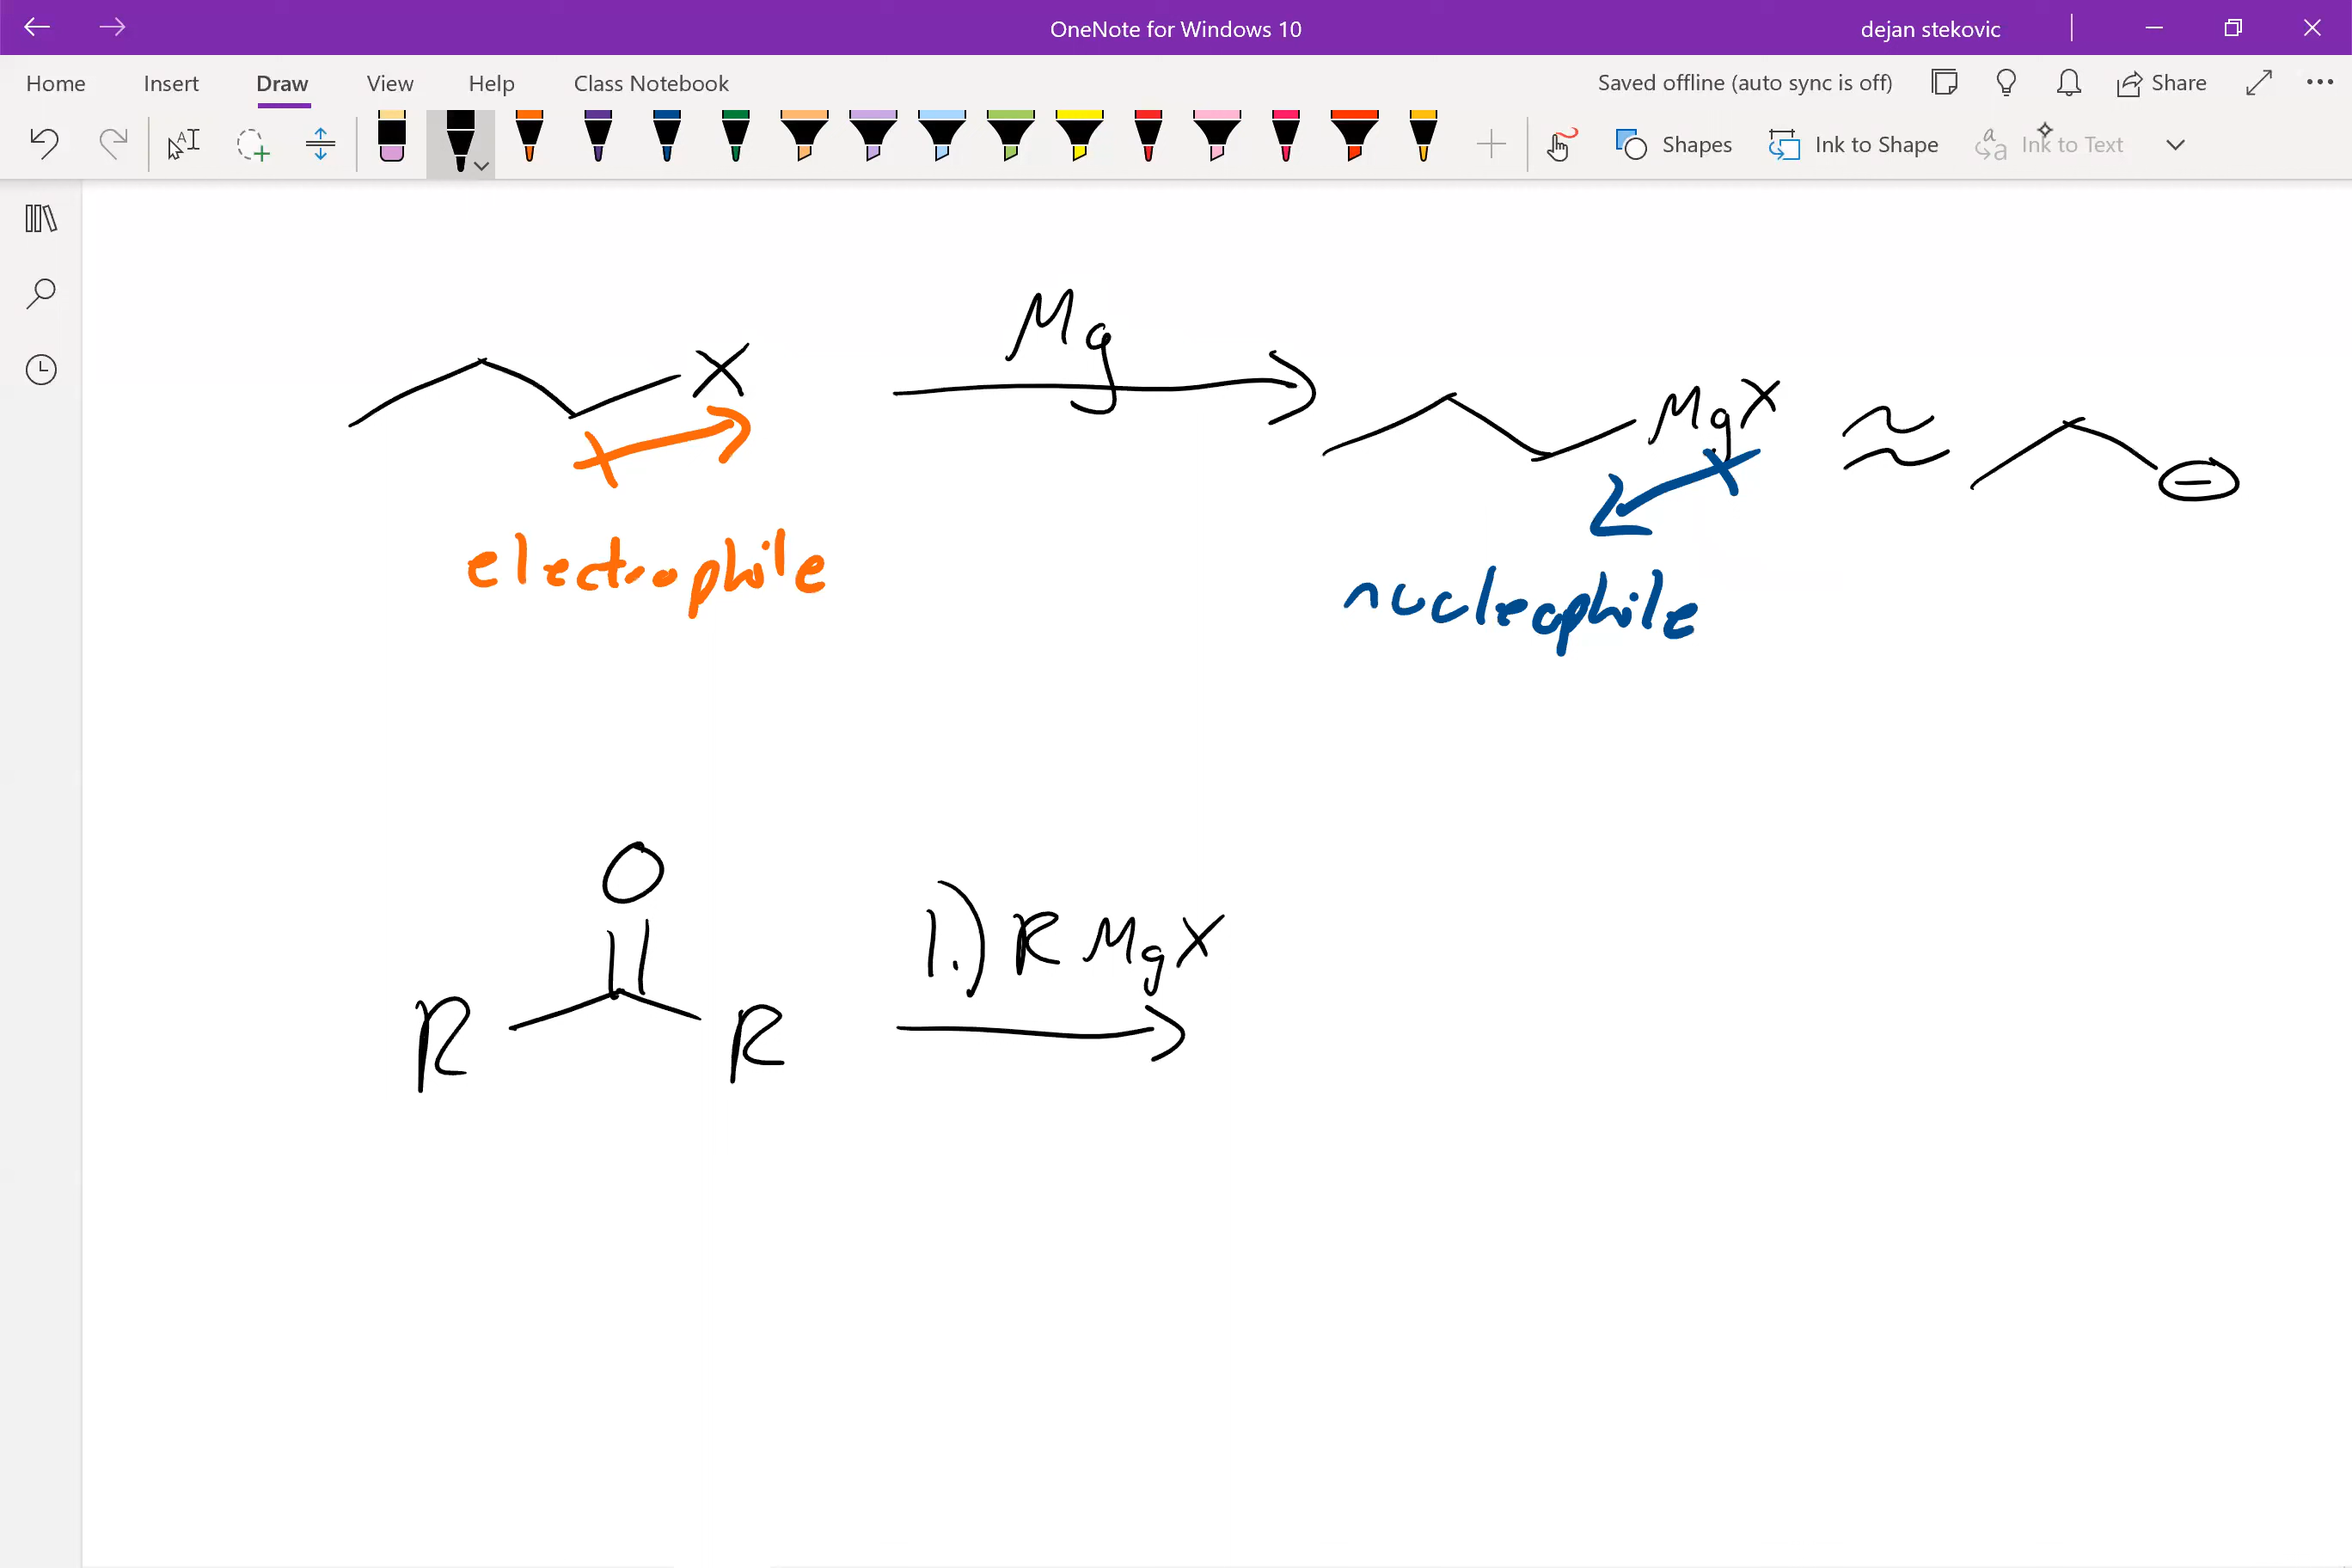 OneNote for Windows 10
dejan stekovic
Home Insert Draw View Help Class Notebook
Saved offline (auto sync is off) Share
Shapes Ink to Shape Ink to Text
X Mg MgX
electrophile
nucleophile
O
1.) R MgX
R R